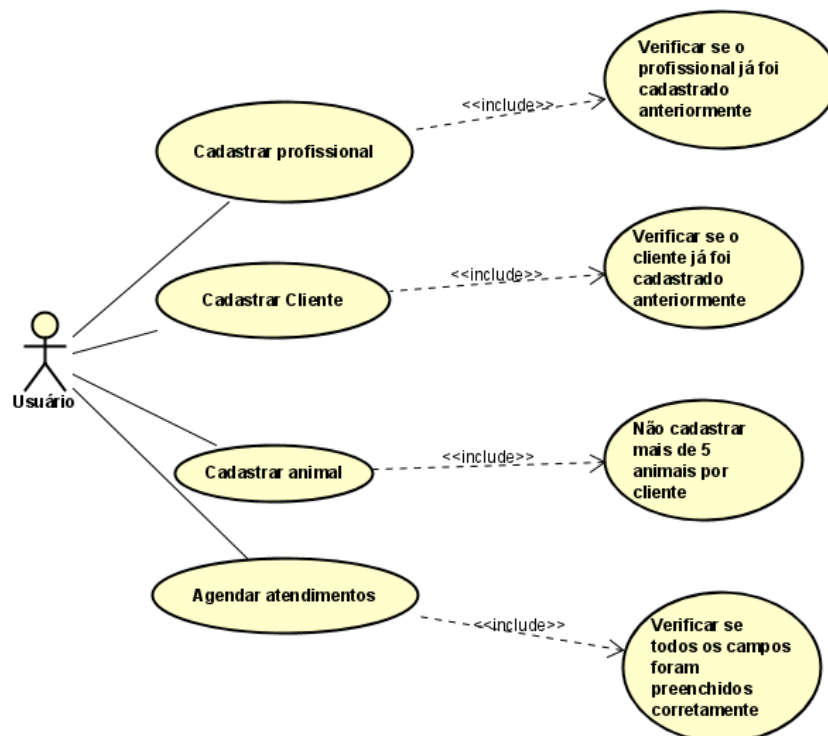 Verificar se o
profissional já foi
cadastrado
anteriormente
<<include>>
Cadastrar profissional
Verificar se o
cliente já foi
cadastrado
anteriormente
<<include>>
Cadastrar Cliente
Usuário
Não cadastrar
mais de 5
animais por
cliente
<<include>>
Cadastrar animal
Agendar atendimentos
<<include>>
Verificar se
todos os campos
foram
preenchidos
corretamente